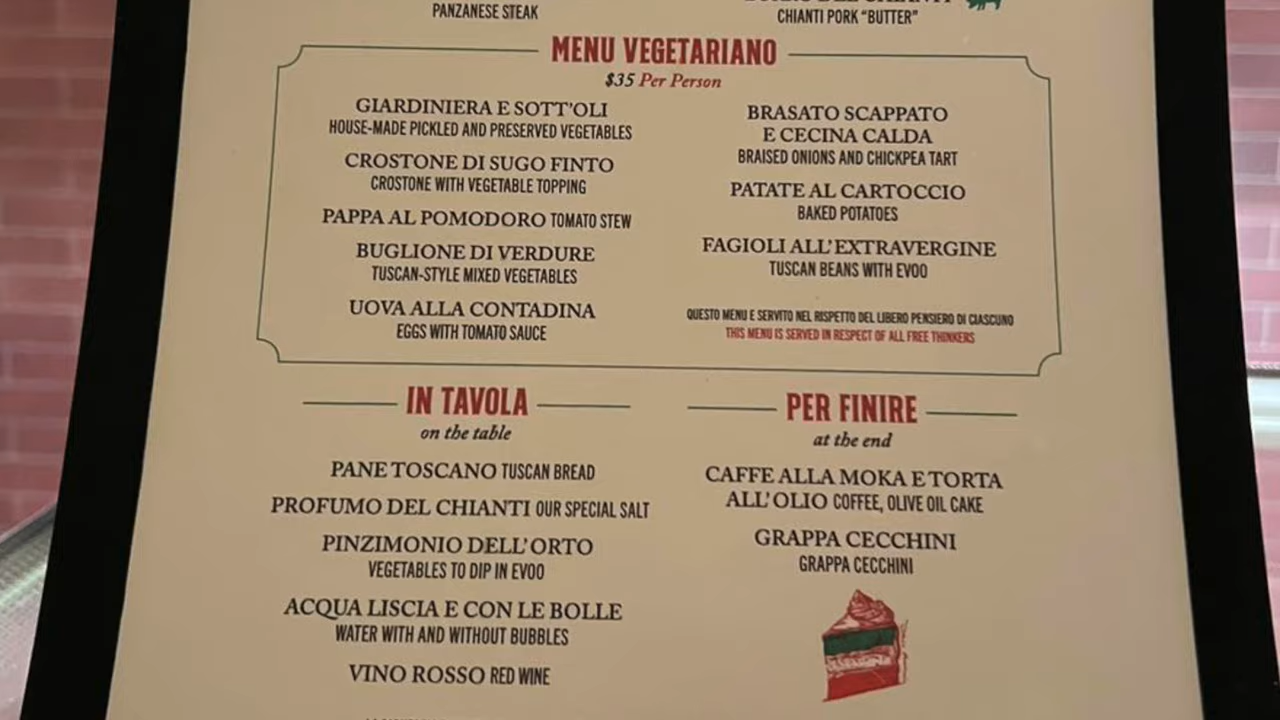 PANZANESE STEAK
CHIANTI PORK “BUTTER”
MENU VEGETARIANO
$35 Per Person
GIARDINIERA E SOTT’OLI
HOUSE-MADE PICKLED AND PRESERVED VEGETABLES
CROSTONE DI SUGO FINTO
CROSTONE WITH VEGETABLE TOPPING
PAPPA AL POMODORO TOMATO STEW
BUGLIONE DI VERDURE
TUSCAN-STYLE MIXED VEGETABLES
UOVA ALLA CONTADINA
EGGS WITH TOMATO SAUCE
BRASATO SCAPPATO
E CECINA CALDA
BRAISED ONIONS AND CHICKPEA TART
PATATE AL CARTOCCIO
BAKED POTATOES
FAGIOLI ALL’EXTRAVERGINE
TUSCAN BEANS WITH EVOO
QUESTO MENU E SERVITO NEL RISPETTO DEL LIBERO PENSIERO DI CIASCUNO
THIS MENU IS SERVED IN RESPECT OF ALL FREE THINKERS
IN TAVOLA
on the table
PANE TOSCANO TUSCAN BREAD
PROFUMO DEL CHIANTI OUR SPECIAL SALT
PINZIMONIO DELL’ORTO
VEGETABLES TO DIP IN EVOO
ACQUA LISCIA E CON LE BOLLE
WATER WITH AND WITHOUT BUBBLES
VINO ROSSO RED WINE
PER FINIRE
at the end
CAFFE ALLA MOKA E TORTA
ALL’OLIO COFFEE, OLIVE OIL CAKE
GRAPPA CECCHINI
GRAPPA CECCHINI